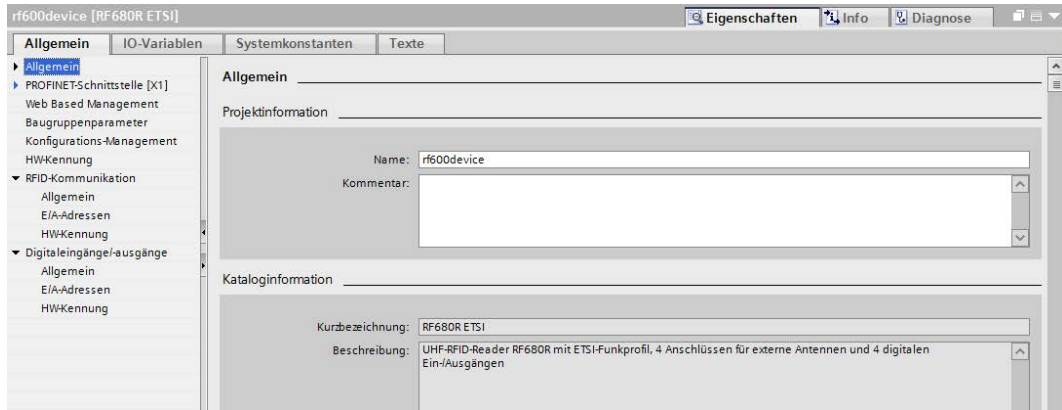 rf600device [RF680R ETSI]
Eigenschaften
Info
Diagnose
Allgemein
IO-Variablen
Systemkonstanten
Texte
Allgemein
PROFINET-Schnittstelle [X1]
Web Based Management
Baugruppenparameter
Konfigurations-Management
HW-Kennung
RFID-Kommunikation
Allgemein
E/A-Adressen
HW-Kennung
Digitaleingänge/-ausgänge
Allgemein
E/A-Adressen
HW-Kennung
Allgemein
Projektinformation
Name: rf600device
Kommentar:
Kataloginformation
Kurzbezeichnung: RF680R ETSI
Beschreibung: UHF-RFID-Reader RF680R mit ETSI-Funkprofil, 4 Anschlüssen für externe Antennen und 4 digitalen
Ein-/Ausgängen